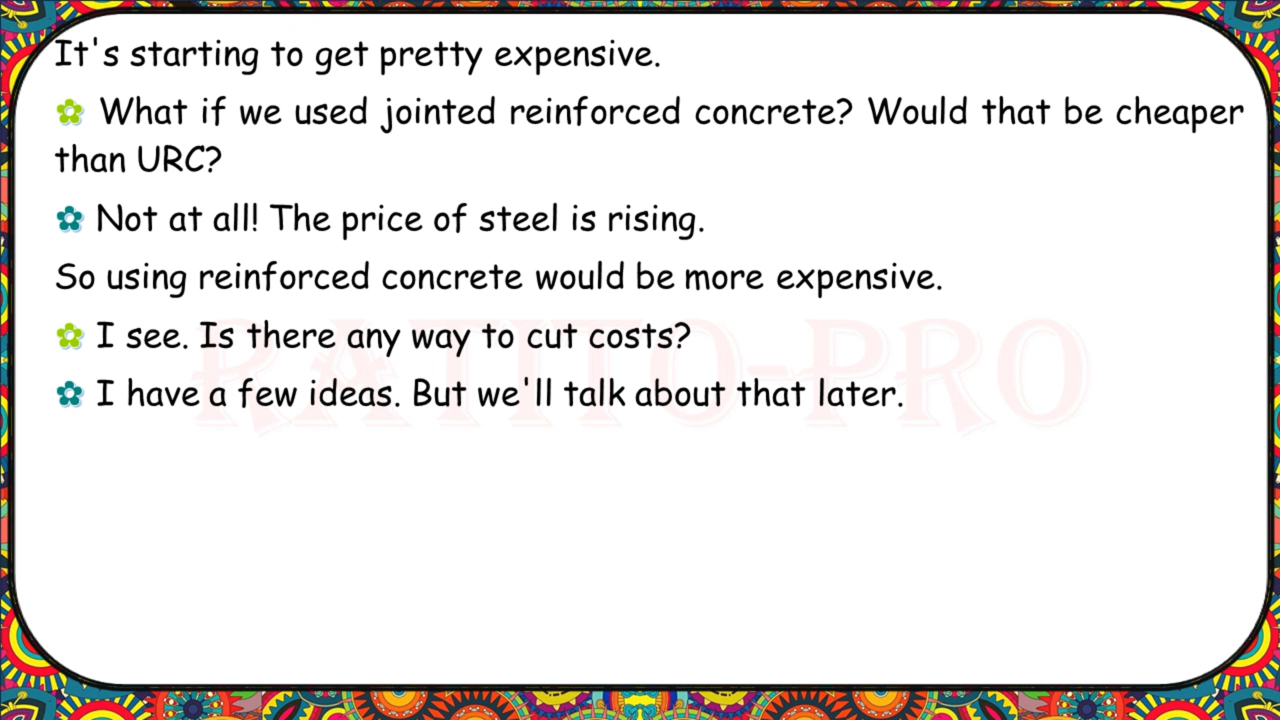 It's starting to get pretty expensive.
What if we used jointed reinforced concrete? Would that be cheaper
than URC?
Not at all! The price of steel is rising.
So using reinforced concrete would be more expensive.
I see. Is there any way to cut costs?
I have a few ideas. But we'll talk about that later.
RATITO-PRO